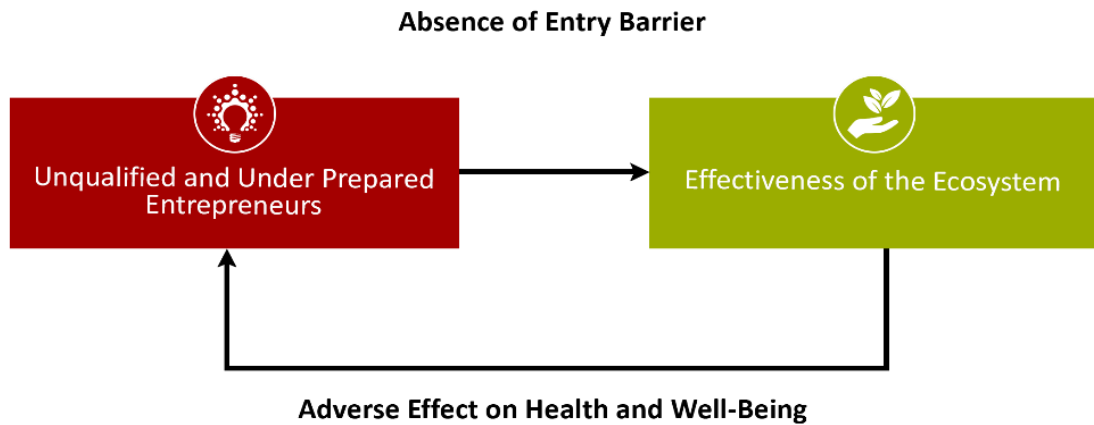 Absence of Entry Barrier
Unqualified and Under Prepared
Entrepreneurs
Effectiveness of the Ecosystem
Adverse Effect on Health and Well-Being